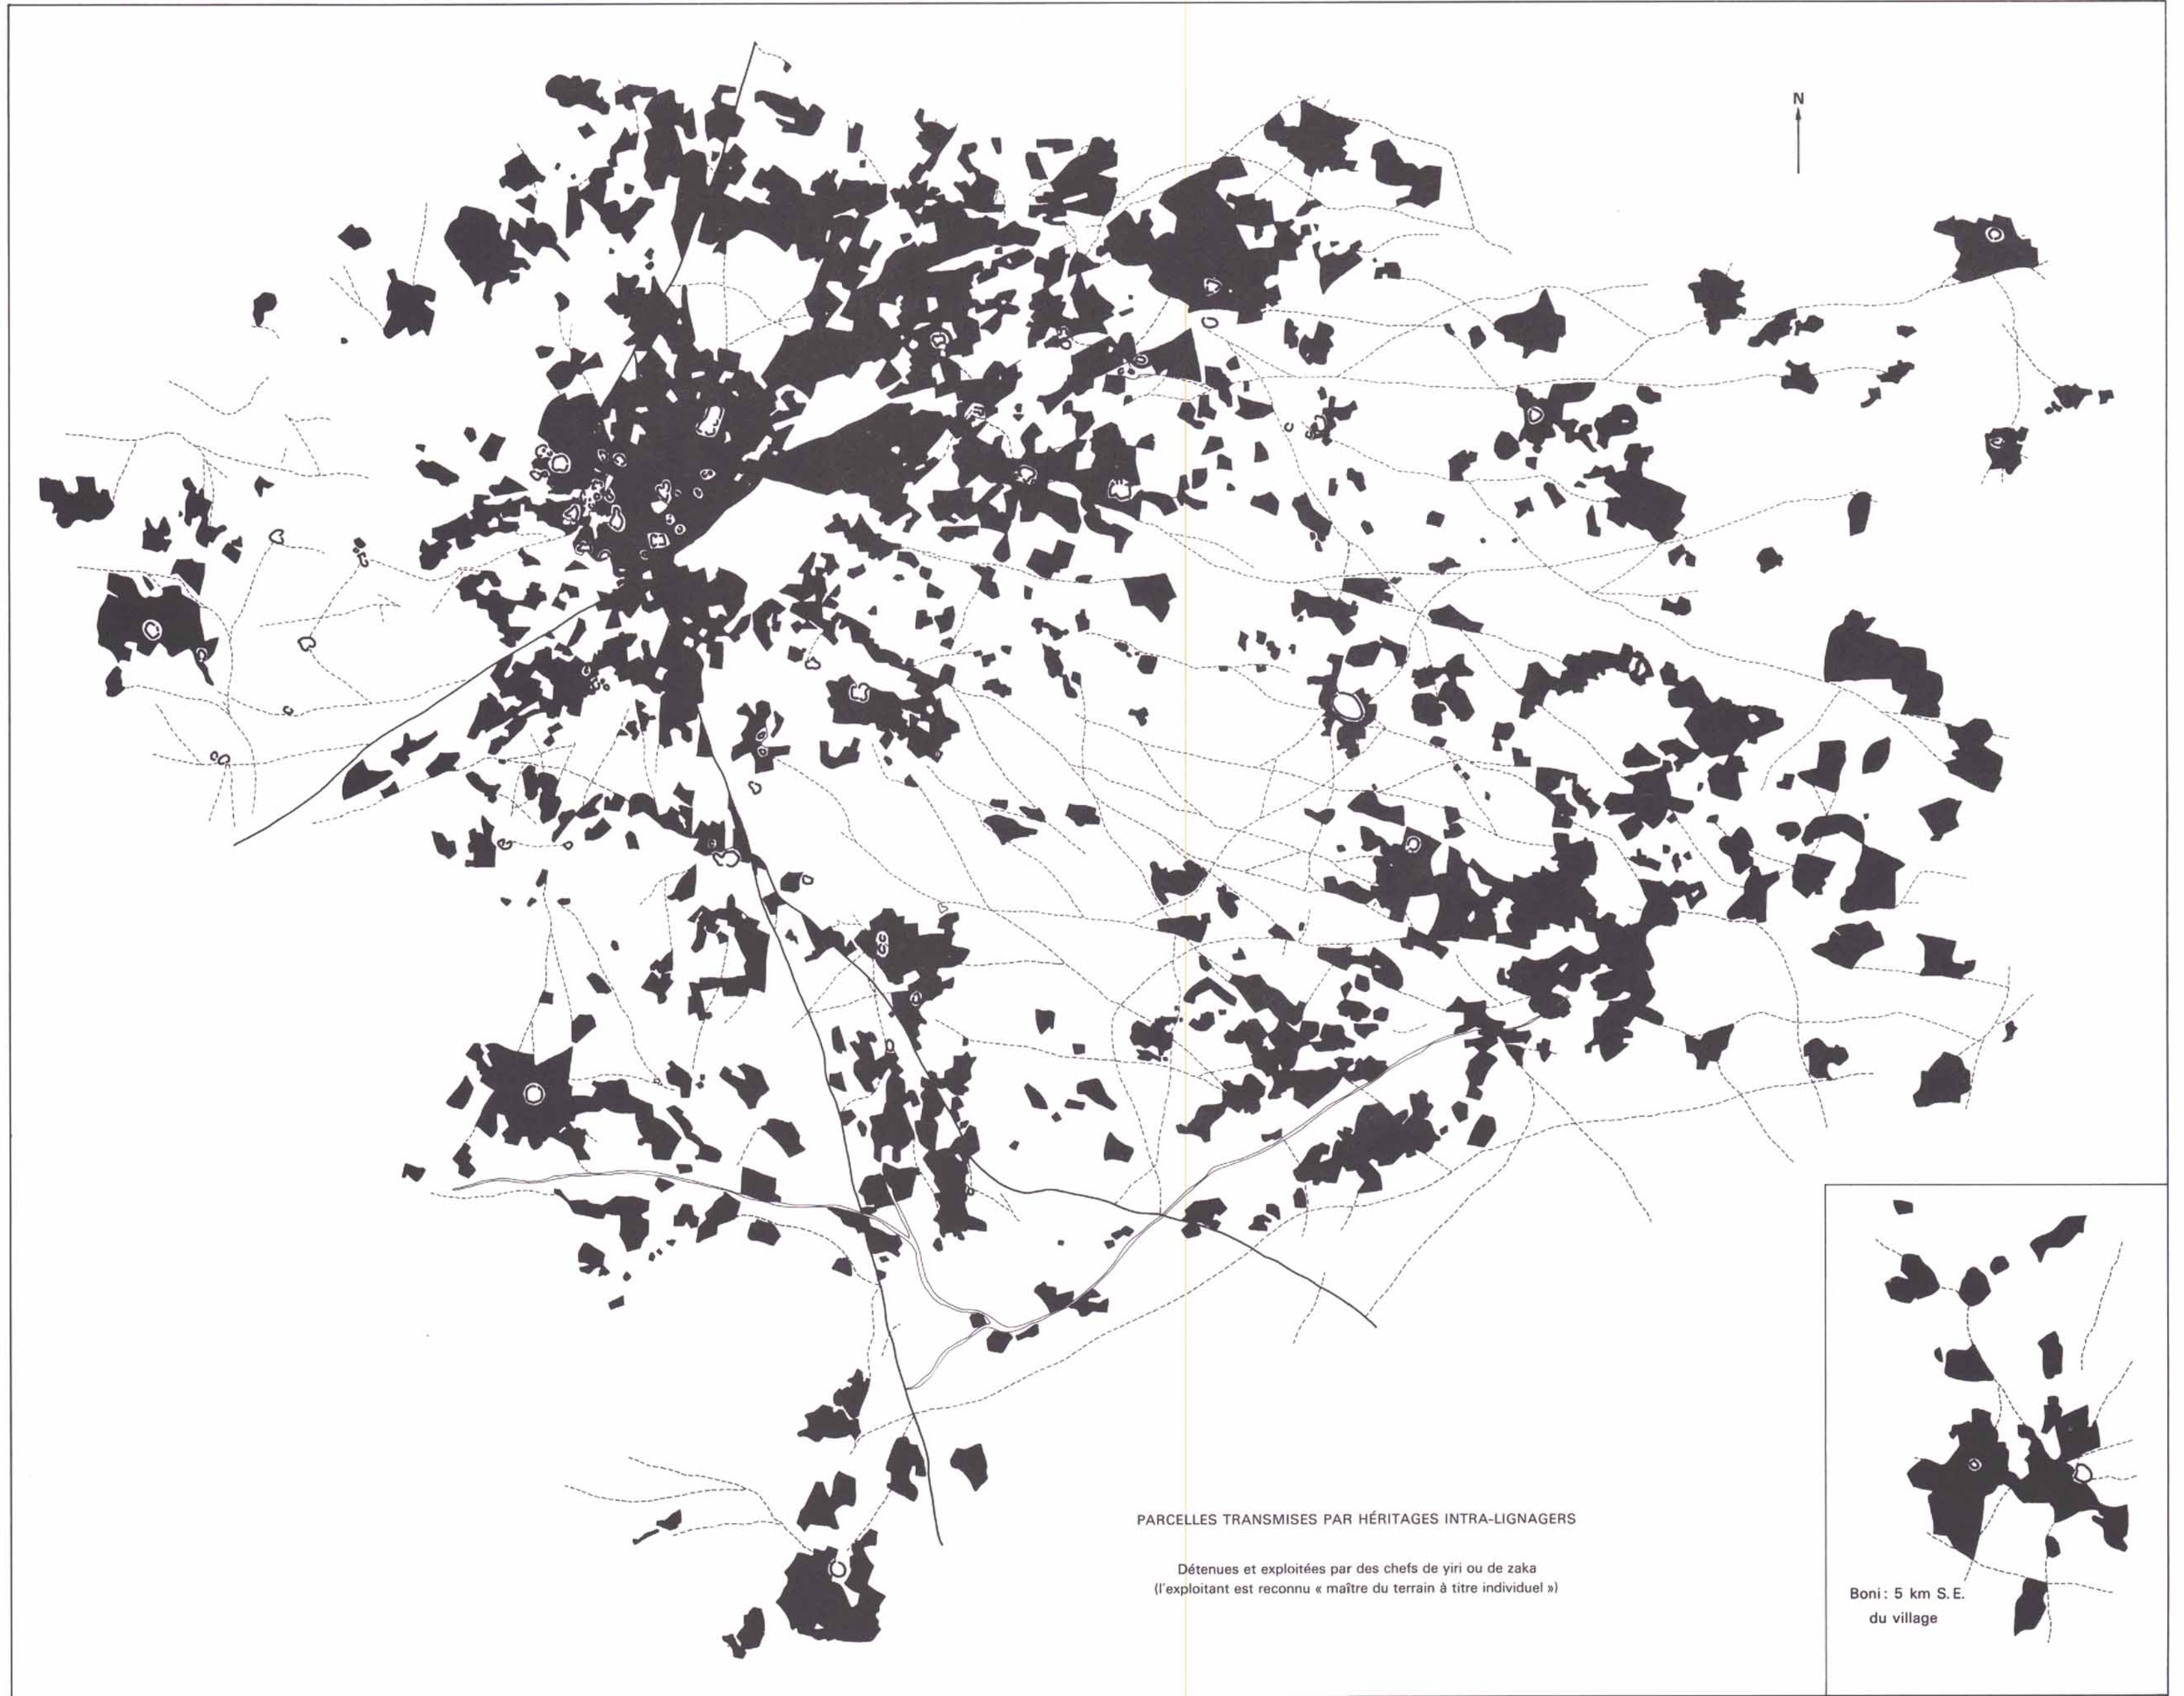 N
PARCELLES TRANSMISES PAR HÉRITAGES INTRA-LIGNAGERS
Détenues et exploitées par des chefs de yiri ou de zaka
(l'exploitant est reconnu « maître du terrain à titre individuel »)
Boni : 5 km S.E.
du village